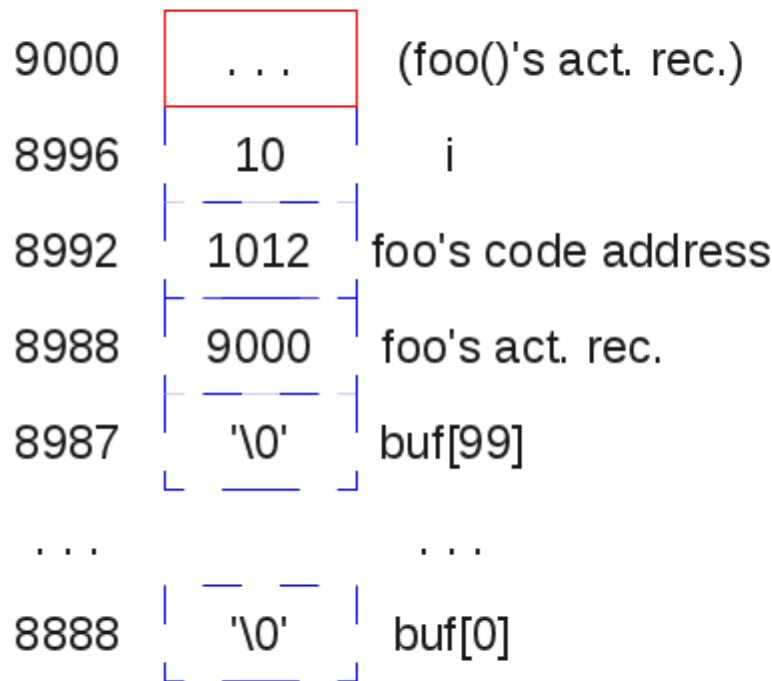 9000 . . . (foo()'s act. rec.)
8996 10 i
8992 1012 foo's code address
8988 9000 foo's act. rec.
8987 '\0' buf[99]
. . . . . .
8888 '\0' buf[0]